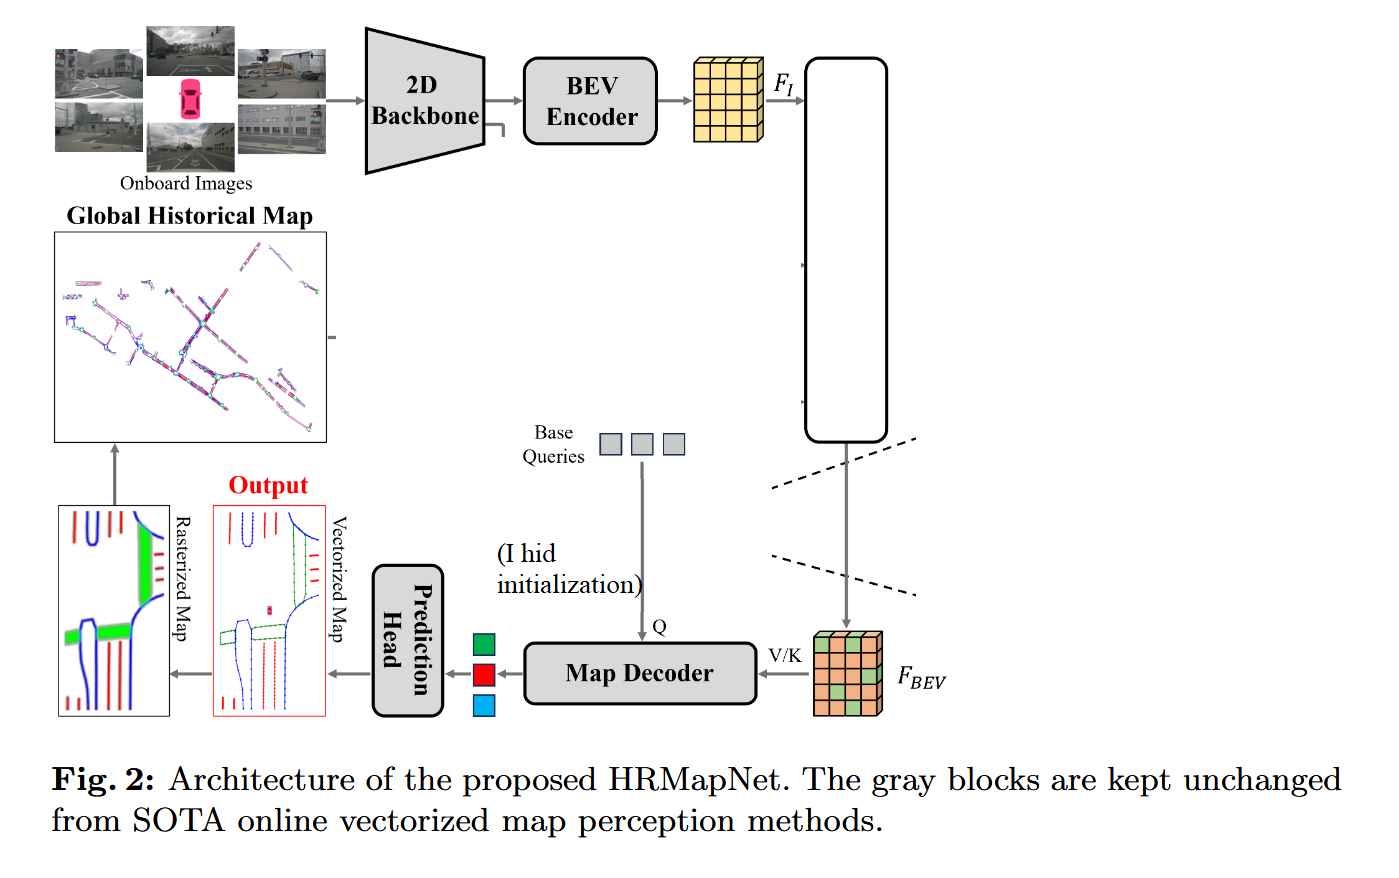 2D
Backbone
BEV
Encoder
F_I
Onboard Images
Global Historical Map
Base
Queries
Output
Rasterized Map
Vectorized Map
(I hid
initialization)
Prediction
Head
Q
Map Decoder
V/K
F_BEV
Fig. 2: Architecture of the proposed HRMapNet. The gray blocks are kept unchanged
from SOTA online vectorized map perception methods.